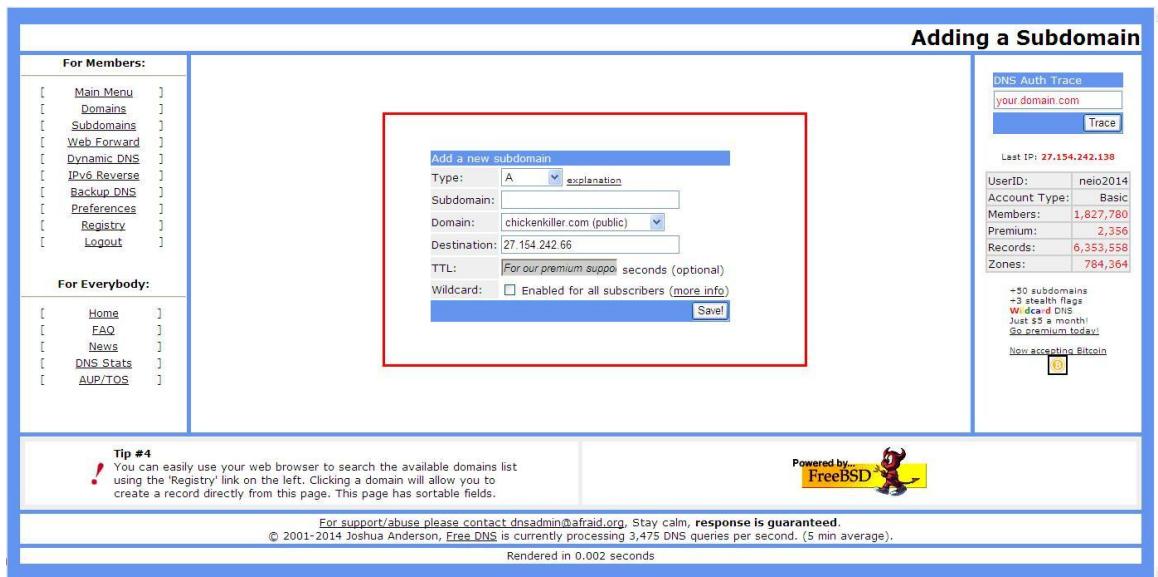 Adding a Subdomain
For Members:
[ Main Menu ]
[ Domains ]
[ Subdomains ]
[ Web Forward ]
[ Dynamic DNS ]
[ IPv6 Reverse ]
[ Backup DNS ]
[ Preferences ]
[ Registry ]
[ Logout ]
For Everybody:
[ Home ]
[ FAQ ]
[ News ]
[ DNS Stats ]
[ AUP/TOS ]
Add a new subdomain
Type: A explanation
Subdomain:
Domain: chickenkiller.com (public)
Destination: 27.154.242.66
TTL: For our premium suppo seconds (optional)
Wildcard: Enabled for all subscribers (more info)
Save!
DNS Auth Trace
your.domain.com
Trace
Last IP: 27.154.242.138
UserID: neio2014
Account Type: Basic
Members: 1,827,780
Premium: 2,356
Records: 6,353,558
Zones: 784,364
+50 subdomains
+3 stealth flags
Wildcard DNS
Just $5 a month!
Go premium today!
Now accepting Bitcoin
Tip #4
You can easily use your web browser to search the available domains list
using the 'Registry' link on the left. Clicking a domain will allow you to
create a record directly from this page. This page has sortable fields.
Powered by...
FreeBSD
For support/abuse please contact dnsadmin@afraid.org, Stay calm, response is guaranteed.
© 2001-2014 Joshua Anderson, Free DNS is currently processing 3,475 DNS queries per second. (5 min average).
Rendered in 0.002 seconds